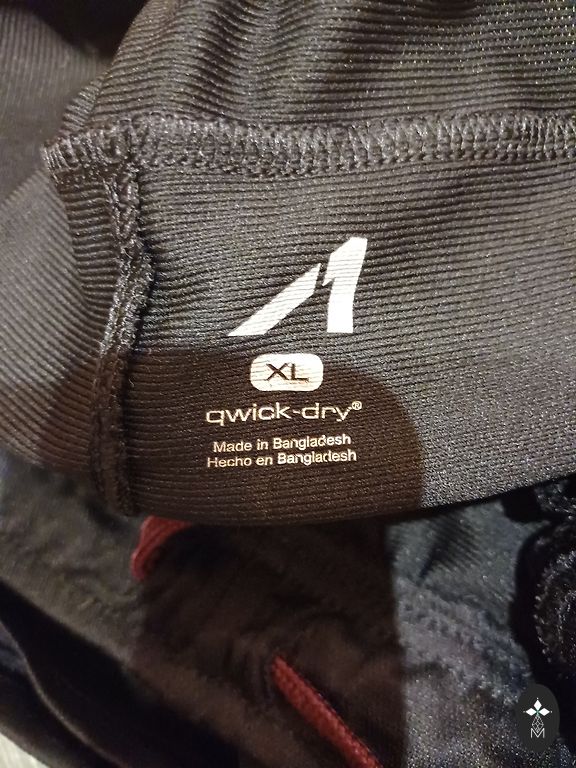 XL
qwick-dry®
Made in Bangladesh
Hecho en Bangladesh